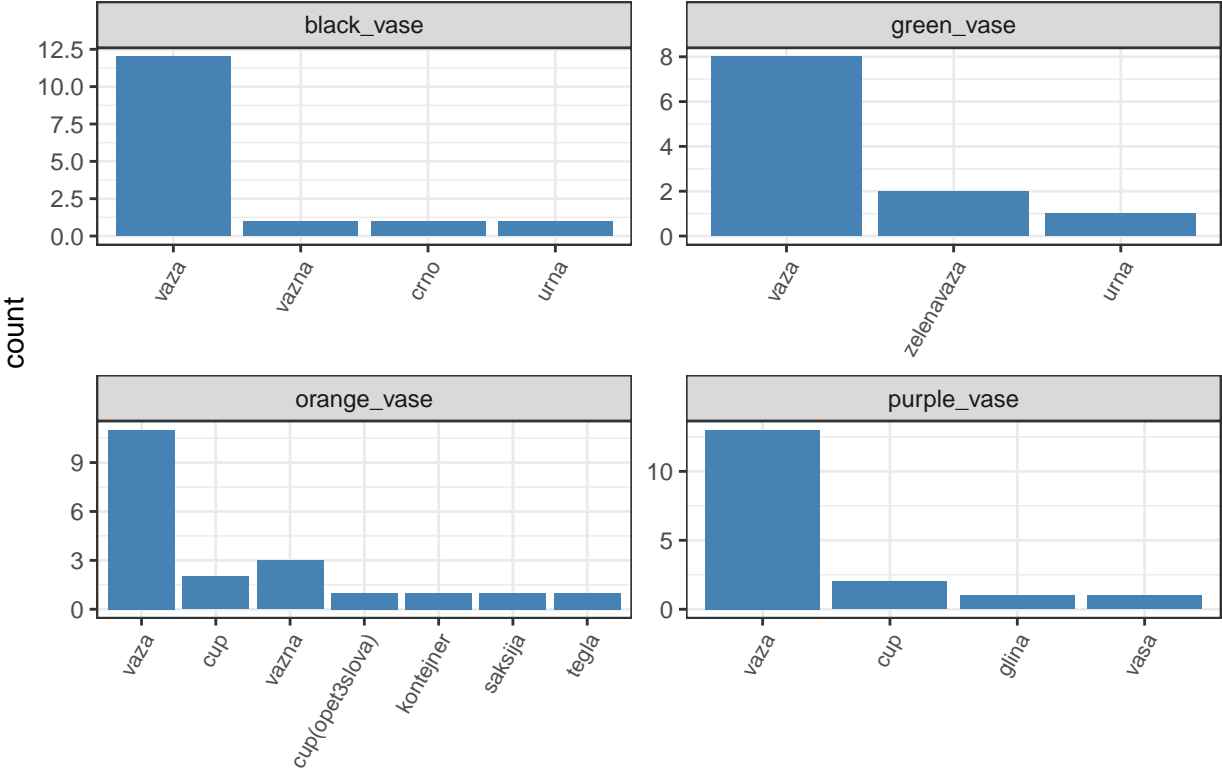 count
black_vase
12.5
10.0
7.5
5.0
2.5
0.0
vaza
vazna
crno
urna
green_vase
8
6
4
2
0
vaza
zelenavaza
urna
orange_vase
9
6
3
0
vaza
cup
vazna
cup(opet3slova)
kontejner
saksija
tegla
purple_vase
10
5
0
vaza
cup
glina
vasa